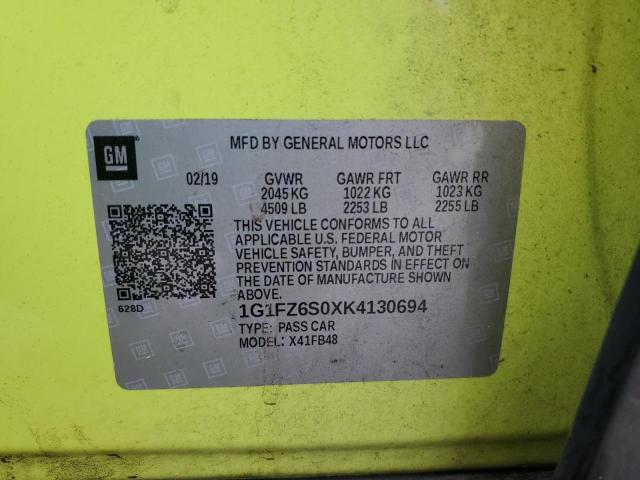 GM
MFD BY GENERAL MOTORS LLC
02/19 GVWR GAWR FRT GAWR RR
2045 KG 1022 KG 1023 KG
4509 LB 2253 LB 2255 LB
THIS VEHICLE CONFORMS TO ALL
APPLICABLE U.S. FEDERAL MOTOR
VEHICLE SAFETY, BUMPER, AND THEFT
PREVENTION STANDARDS IN EFFECT ON
THE DATE OF MANUFACTURE SHOWN
ABOVE.
628D
1G1FZ6S0XK4130694
TYPE: PASS CAR
MODEL: X41FB48